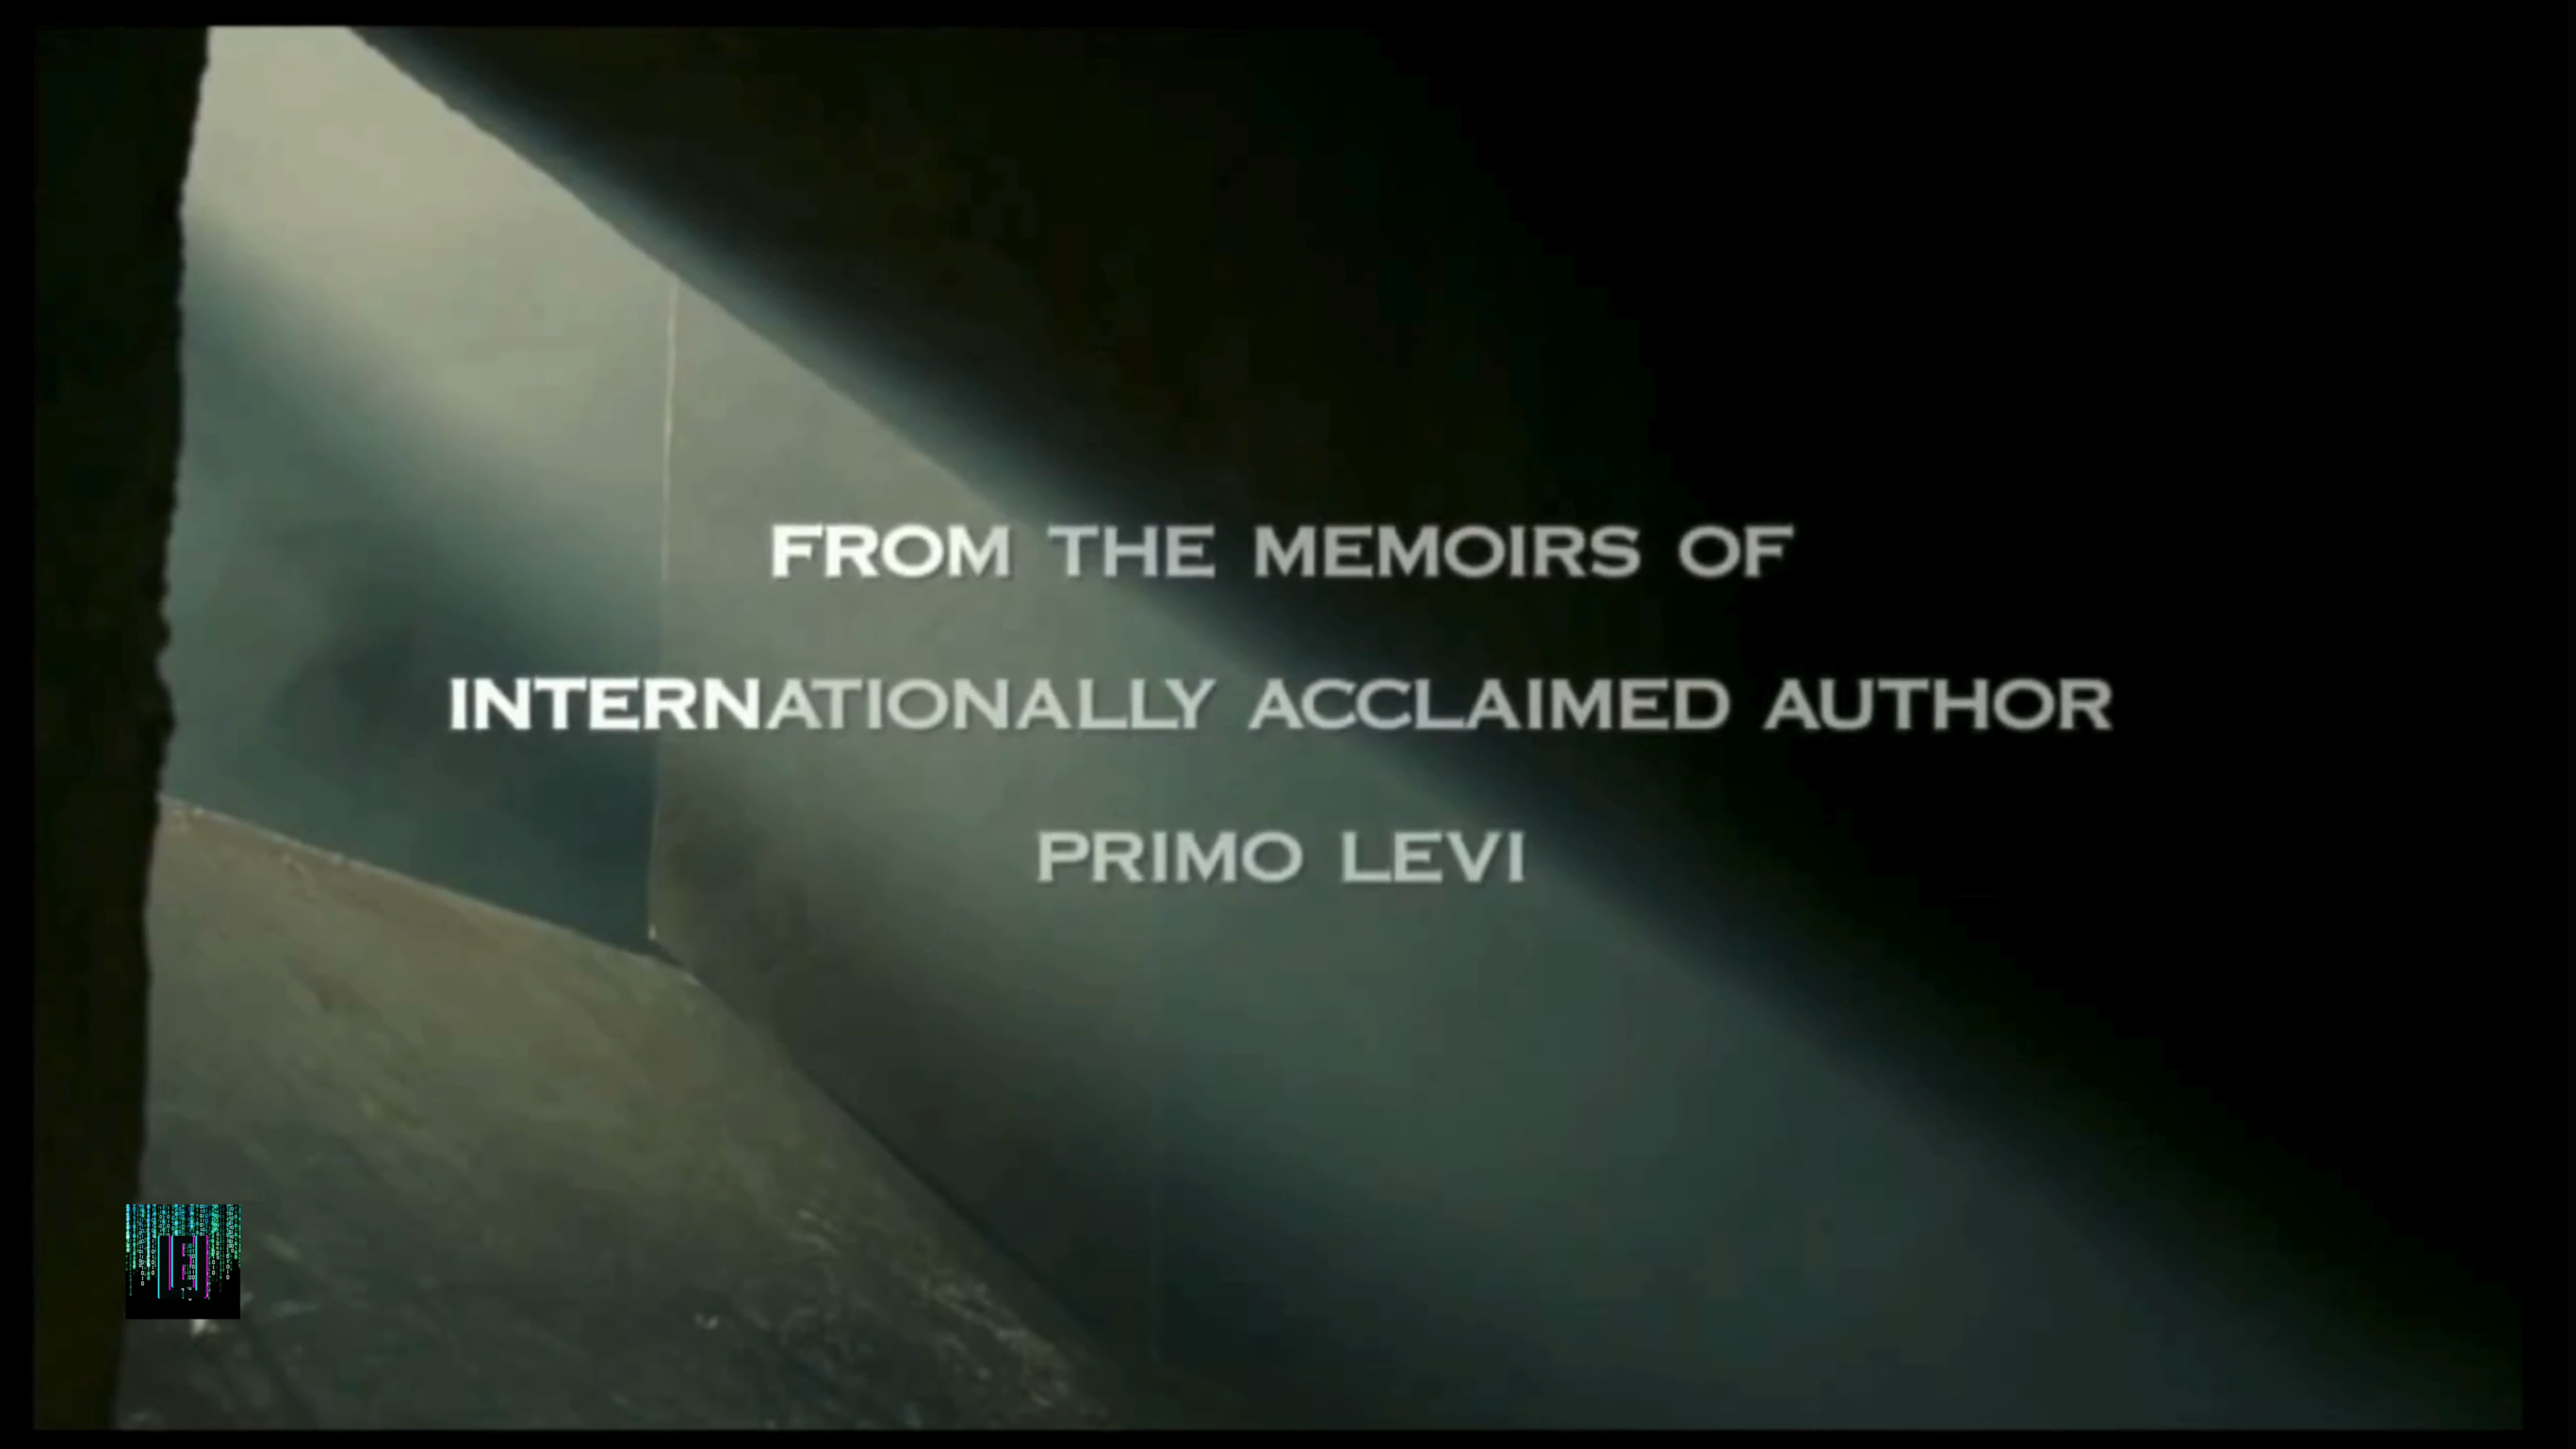 FROM THE MEMOIRS OF
INTERNATIONALLY ACCLAIMED AUTHOR
PRIMO LEVI